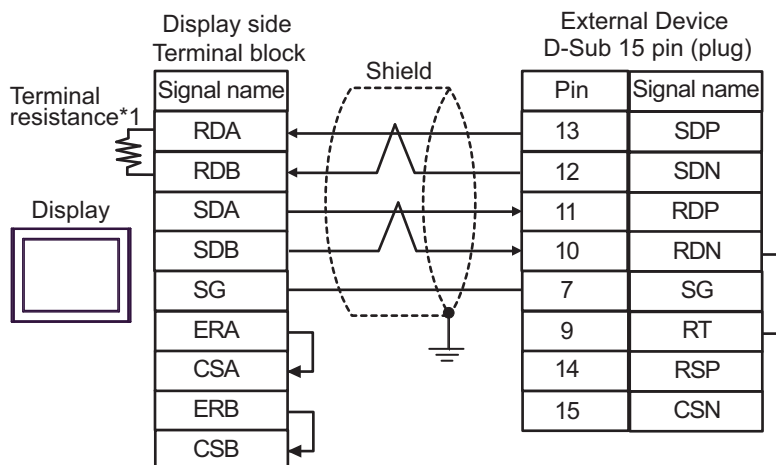 Display side
Terminal block
External Device
D-Sub 15 pin (plug)
Shield
Terminal
resistance*1
Display
Signal name
RDA
RDB
SDA
SDB
SG
ERA
CSA
ERB
CSB
Pin Signal name
13 SDP
12 SDN
11 RDP
10 RDN
7 SG
9 RT
14 RSP
15 CSN